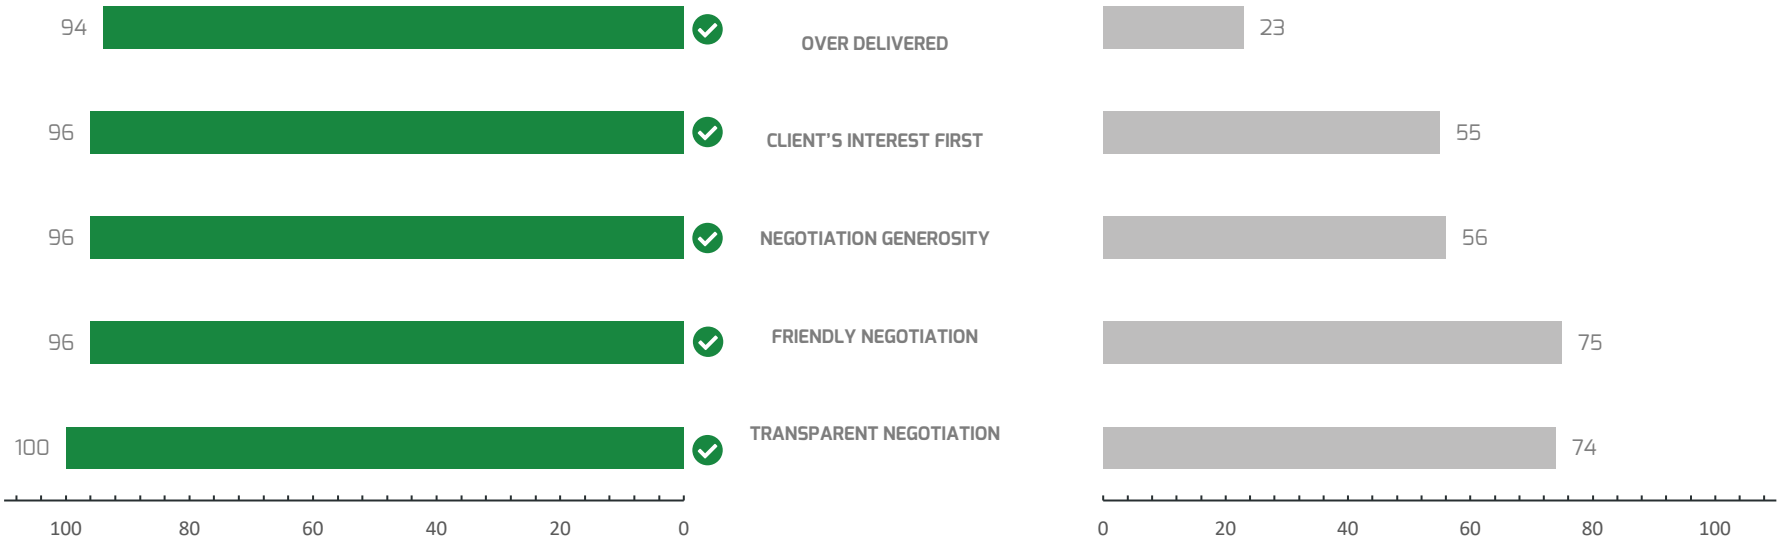 94 OVER DELIVERED 23
96 CLIENT’S INTEREST FIRST 55
96 NEGOTIATION GENEROSITY 56
96 FRIENDLY NEGOTIATION 75
100 TRANSPARENT NEGOTIATION 74
100 80 60 40 20 0 0 20 40 60 80 100